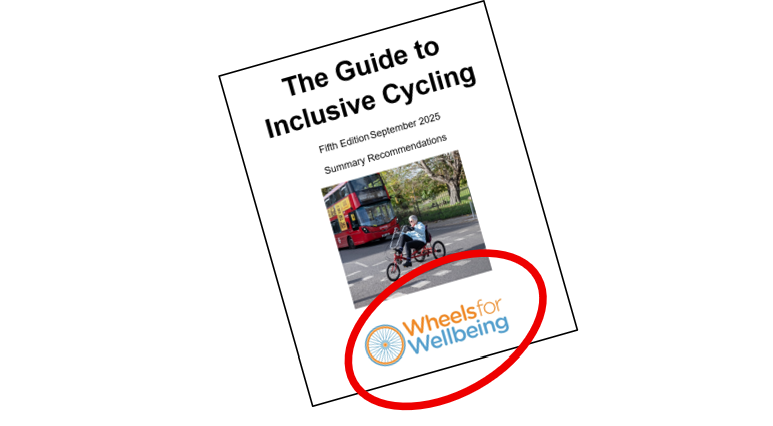 The Guide to
Inclusive Cycling
Fifth Edition September 2025
Summary Recommendations
Wheels for
Wellbeing